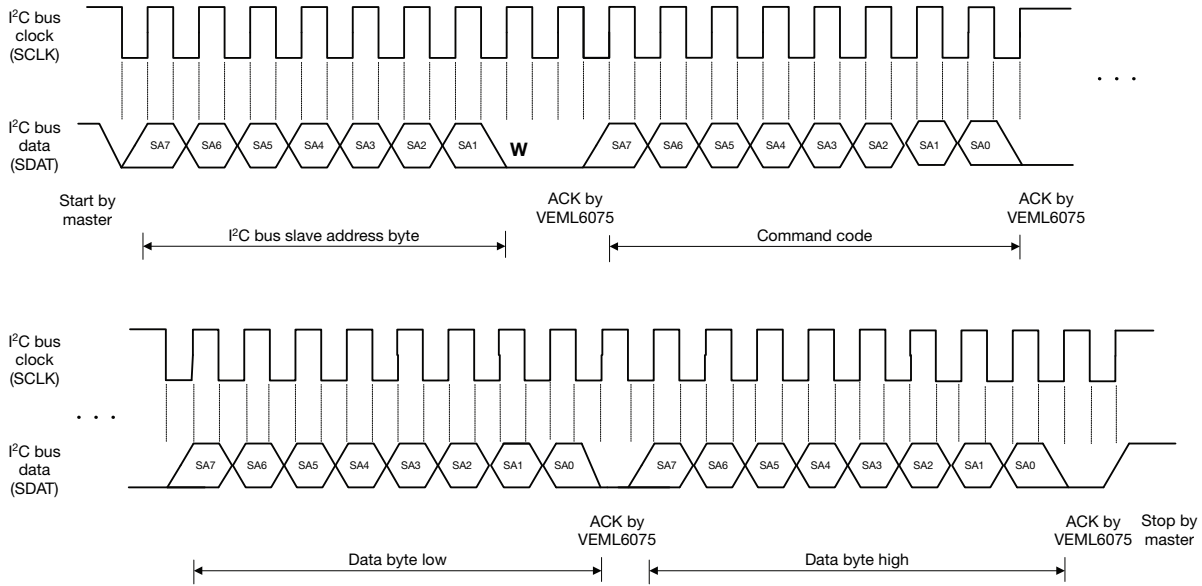 I²C bus
clock
(SCLK)
. . .
I²C bus
data
(SDAT)
SA7 SA6 SA5 SA4 SA3 SA2 SA1 W SA7 SA6 SA5 SA4 SA3 SA2 SA1 SA0
Start by
master
ACK by
VEML6075
ACK by
VEML6075
I²C bus slave address byte
Command code
I²C bus
clock
(SCLK)
. . .
I²C bus
data
(SDAT)
SA7 SA6 SA5 SA4 SA3 SA2 SA1 SA0 SA7 SA6 SA5 SA4 SA3 SA2 SA1 SA0
ACK by
VEML6075
ACK by
VEML6075
Stop by
master
Data byte low
Data byte high